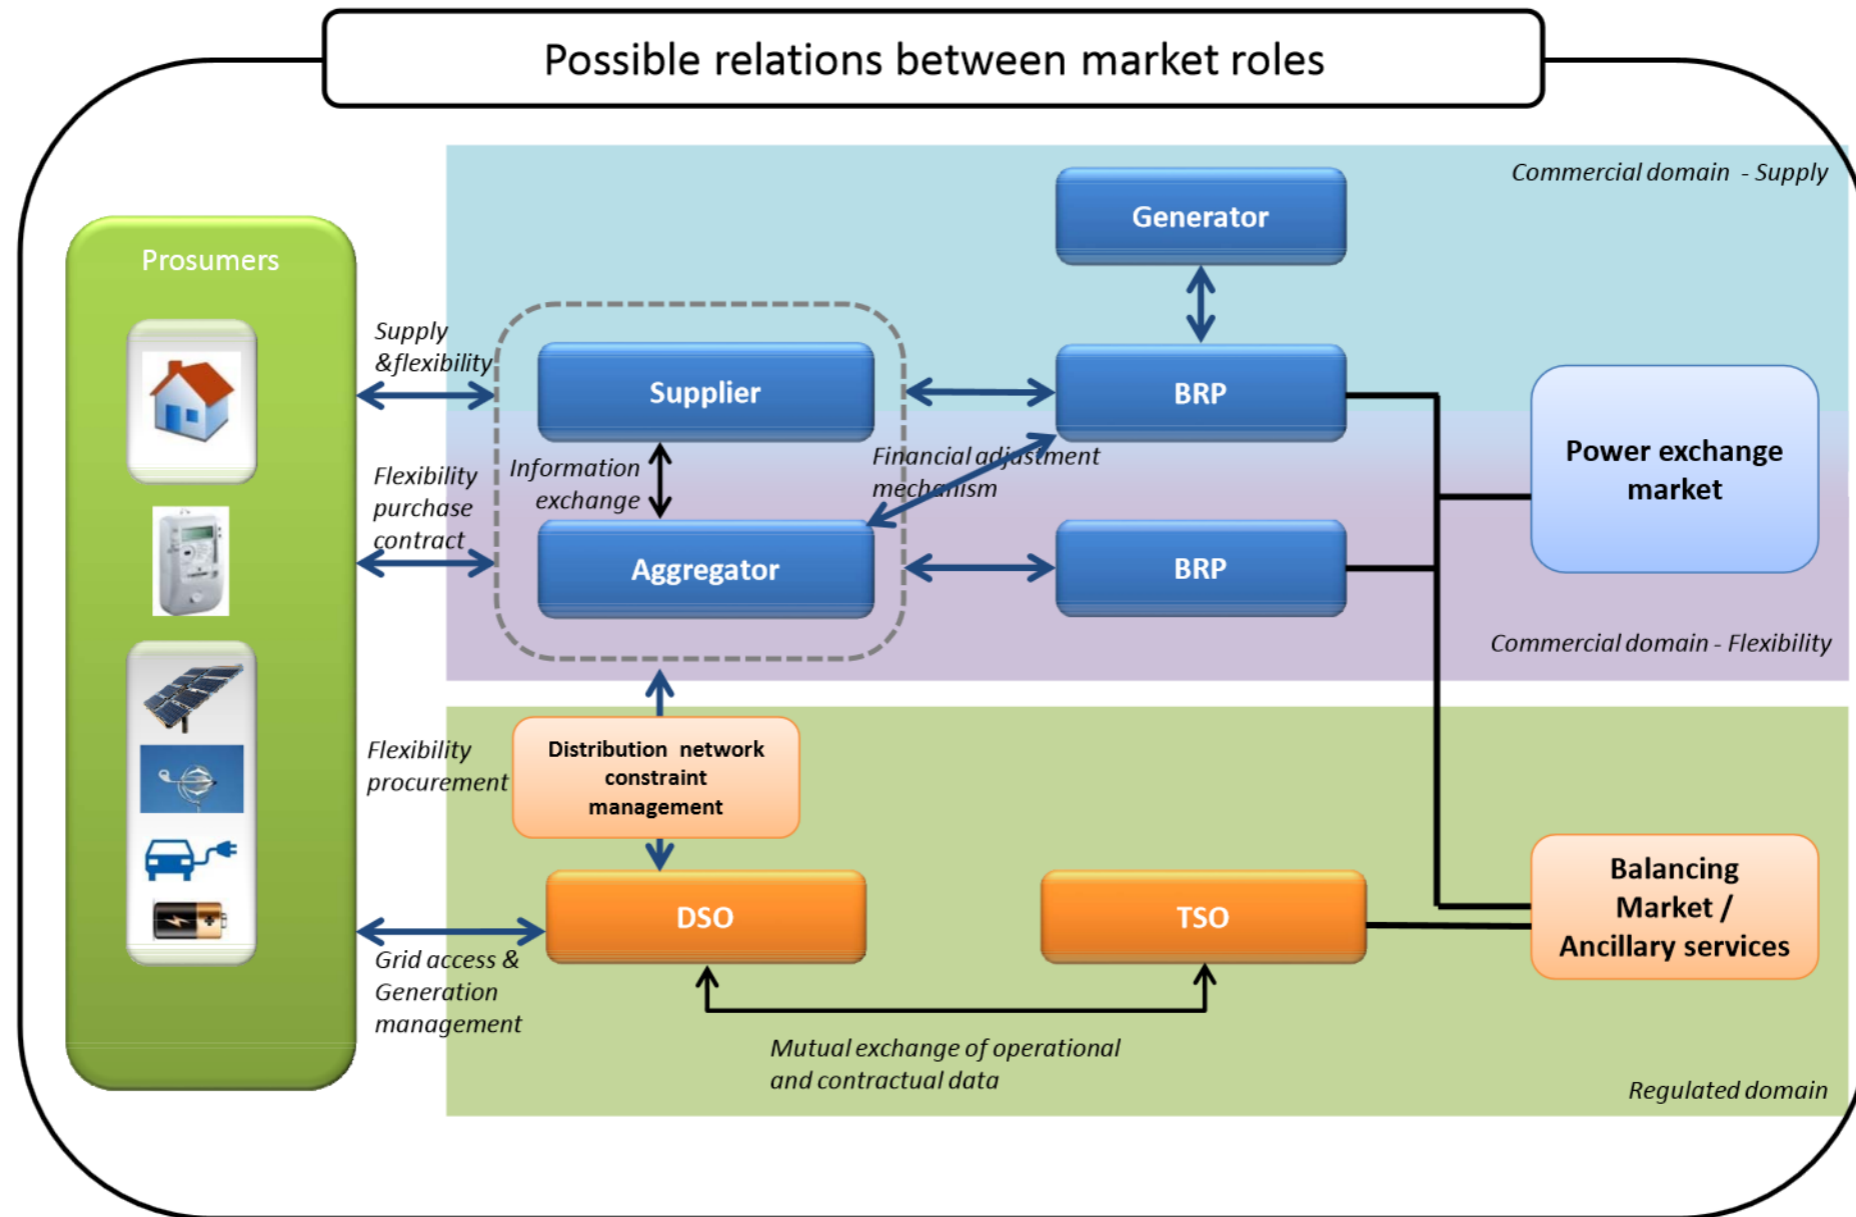 Possible relations between market roles
Commercial domain - Supply
Generator
Prosumers
Supply
&flexibility
Supplier
BRP
Power exchange
market
Flexibility
purchase
contract
Information
exchange
Financial adjustment
mechanism
Aggregator
BRP
Commercial domain - Flexibility
Flexibility
procurement
Distribution network
constraint
management
DSO
TSO
Balancing
Market /
Ancillary services
Grid access &
Generation
management
Mutual exchange of operational
and contractual data
Regulated domain